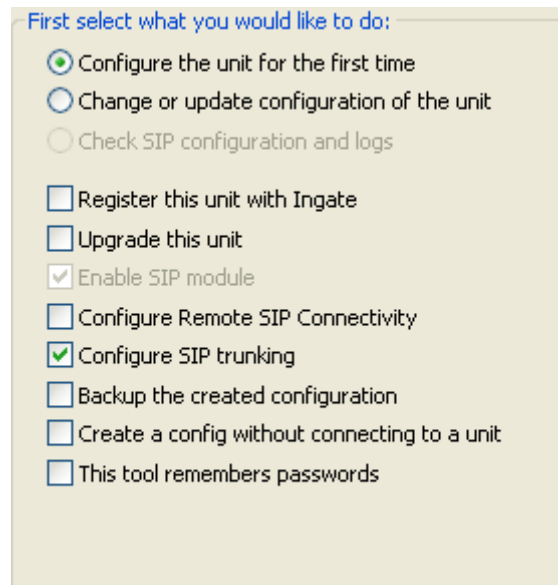 First select what you would like to do:
Configure the unit for the first time
Change or update configuration of the unit
Check SIP configuration and logs
Register this unit with Ingate
Upgrade this unit
Enable SIP module
Configure Remote SIP Connectivity
Configure SIP trunking
Backup the created configuration
Create a config without connecting to a unit
This tool remembers passwords